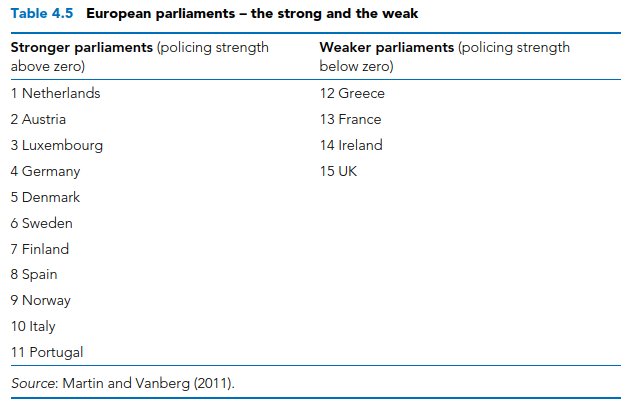 Table 4.5 European parliaments – the strong and the weak
Stronger parliaments (policing strength above zero)
Weaker parliaments (policing strength below zero)
1 Netherlands
12 Greece
2 Austria
13 France
3 Luxembourg
14 Ireland
4 Germany
15 UK
5 Denmark
6 Sweden
7 Finland
8 Spain
9 Norway
10 Italy
11 Portugal
Source: Martin and Vanberg (2011).